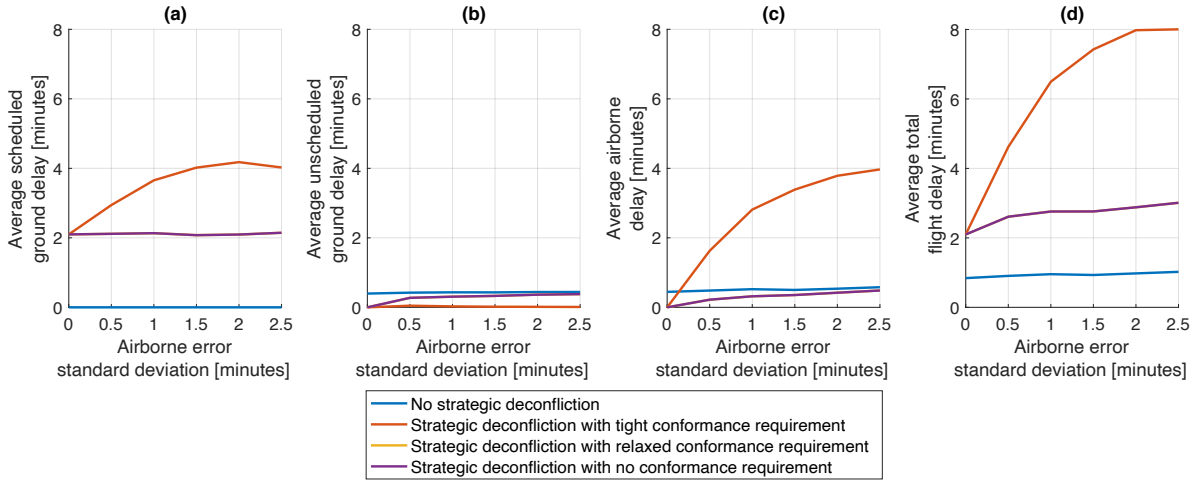 (a)
Average scheduled
ground delay [minutes]
8
6
4
2
0
0 0.5 1 1.5 2 2.5
Airborne error
standard deviation [minutes]
(b)
Average unscheduled
ground delay [minutes]
8
6
4
2
0
0 0.5 1 1.5 2 2.5
Airborne error
standard deviation [minutes]
(c)
Average airborne
delay [minutes]
8
6
4
2
0
0 0.5 1 1.5 2 2.5
Airborne error
standard deviation [minutes]
(d)
Average total
flight delay [minutes]
8
6
4
2
0
0 0.5 1 1.5 2 2.5
Airborne error
standard deviation [minutes]
No strategic deconfliction
Strategic deconfliction with tight conformance requirement
Strategic deconfliction with relaxed conformance requirement
Strategic deconfliction with no conformance requirement